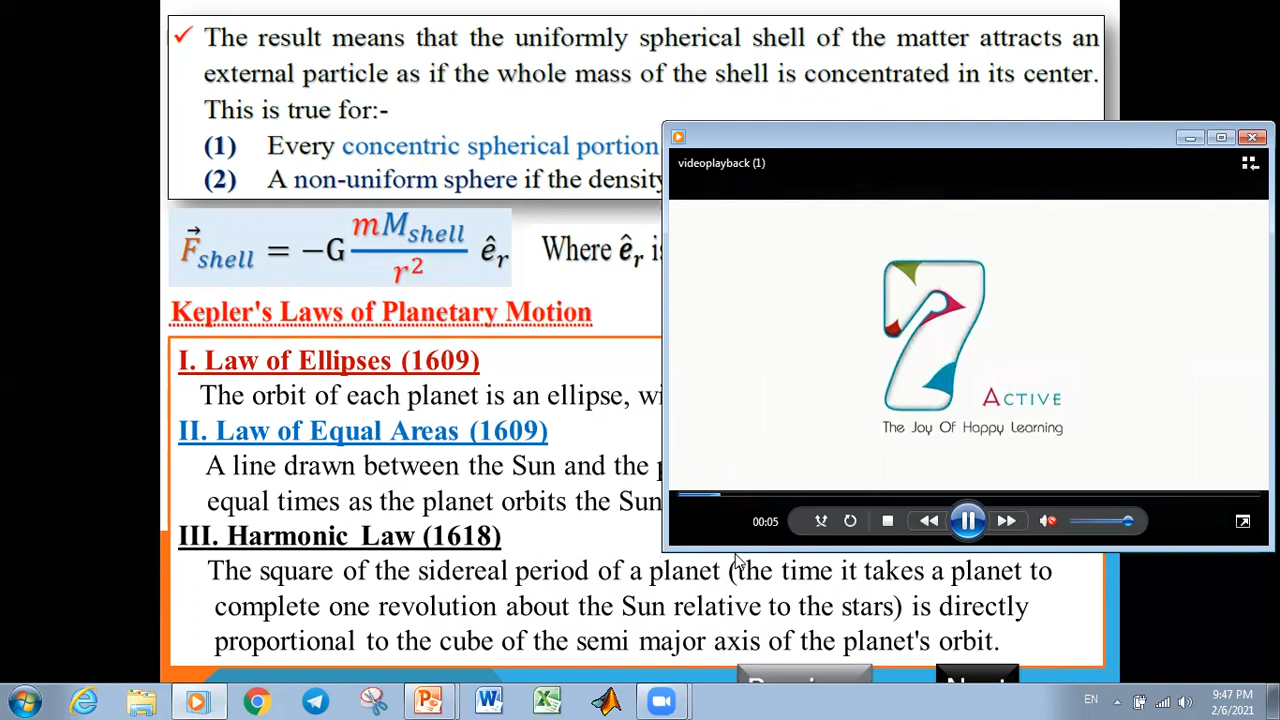 The result means that the uniformly spherical shell of the matter attracts an
external particle as if the whole mass of the shell is concentrated in its center.
This is true for:-
(1) Every concentric spherical portion
(2) A non-uniform sphere if the density
F⃗shell = −G mMshell / r² êr Where êr is
Kepler's Laws of Planetary Motion
I. Law of Ellipses (1609)
The orbit of each planet is an ellipse, wi
II. Law of Equal Areas (1609)
A line drawn between the Sun and the p
equal times as the planet orbits the Sun
III. Harmonic Law (1618)
The square of the sidereal period of a planet (the time it takes a planet to
complete one revolution about the Sun relative to the stars) is directly
proportional to the cube of the semi major axis of the planet's orbit.
videoplayback (1)
7
ACTIVE
The Joy Of Happy Learning
00:05
EN
9:47 PM
2/6/2021